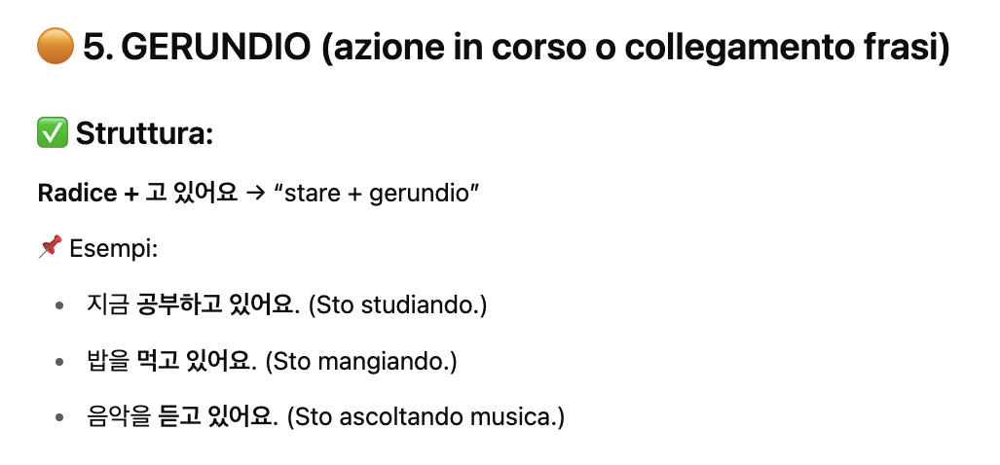 🟠 5. GERUNDIO (azione in corso o collegamento frasi)
✅ Struttura:
Radice + 고 있어요 → “stare + gerundio”
📌 Esempi:
• 지금 공부하고 있어요. (Sto studiando.)
• 밥을 먹고 있어요. (Sto mangiando.)
• 음악을 듣고 있어요. (Sto ascoltando musica.)